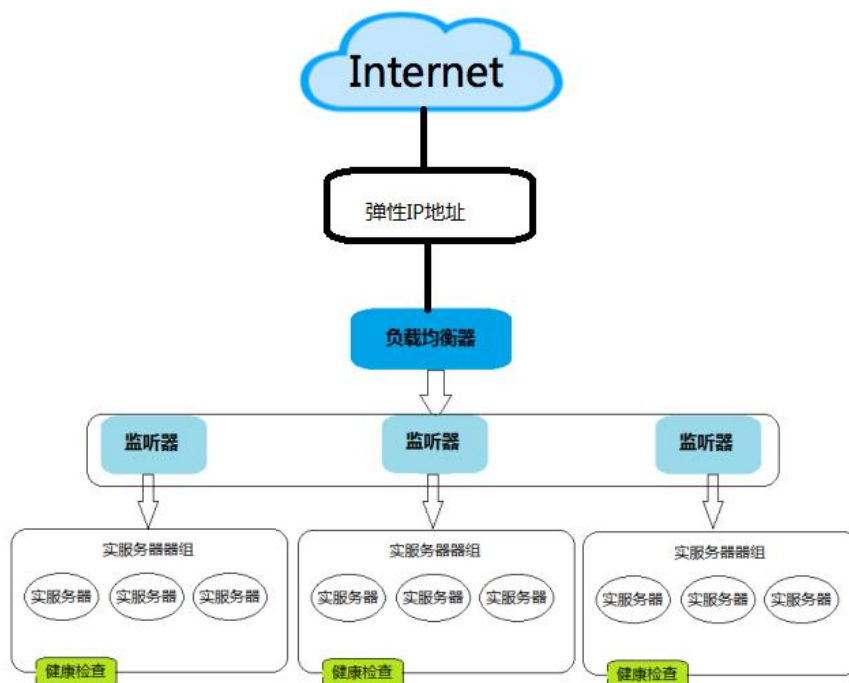 Internet
弹性IP地址
负载均衡器
监听器
监听器
监听器
实服务器器组
实服务器器组
实服务器器组
实服务器
实服务器
实服务器
实服务器
实服务器
实服务器
实服务器
实服务器
实服务器
健康检查
健康检查
健康检查